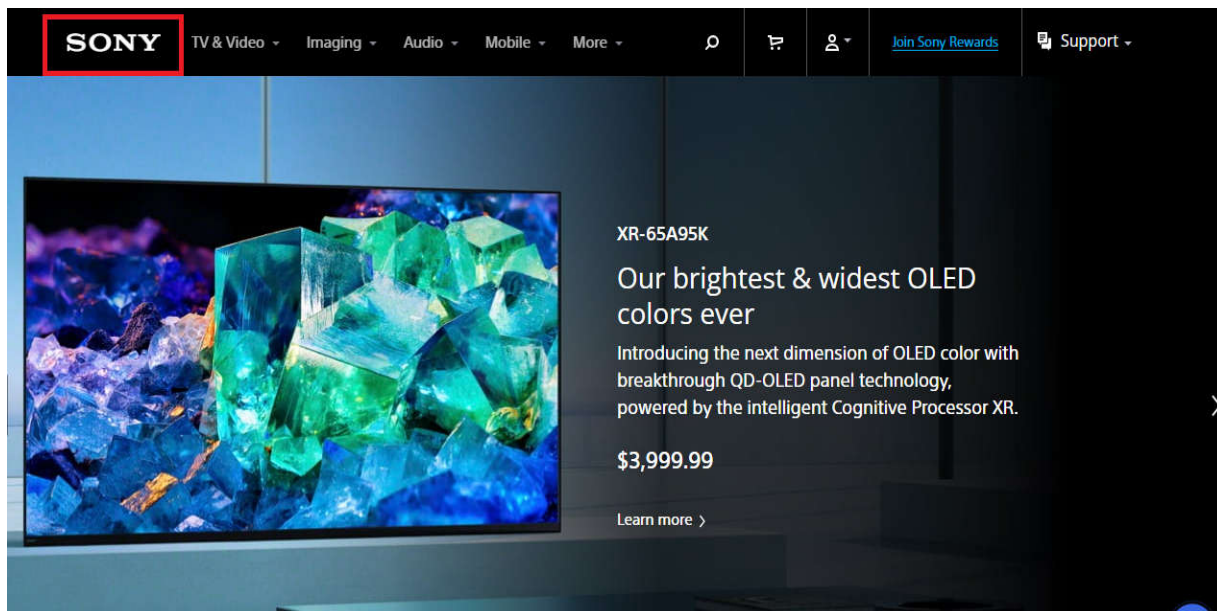 SONY TV & Video Imaging Audio Mobile More Join Sony Rewards Support
XR-65A95K
Our brightest & widest OLED
colors ever
Introducing the next dimension of OLED color with
breakthrough QD-OLED panel technology,
powered by the intelligent Cognitive Processor XR.
$3,999.99
Learn more